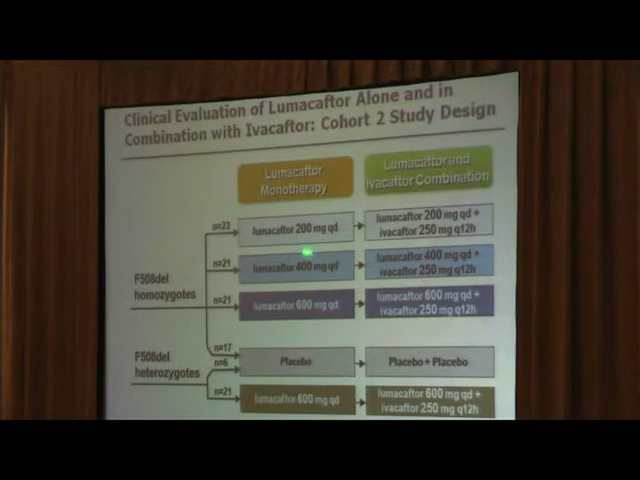 Clinical Evaluation of Lumacaftor Alone and in
Combination with Ivacaftor: Cohort 2 Study Design
Lumacaftor
Monotherapy
Lumacaftor and
Ivacaftor Combination
n=23
lumacaftor 200 mg qd
lumacaftor 200 mg qd +
ivacaftor 250 mg q12h
n=21
lumacaftor 400 mg qd
lumacaftor 400 mg qd +
ivacaftor 250 mg q12h
F508del
homozygotes
n=21
lumacaftor 600 mg qd
lumacaftor 600 mg qd +
ivacaftor 250 mg q12h
n=17
Placebo
Placebo + Placebo
F508del
heterozygotes
n=6
n=21
lumacaftor 600 mg qd
lumacaftor 600 mg qd +
ivacaftor 250 mg q12h